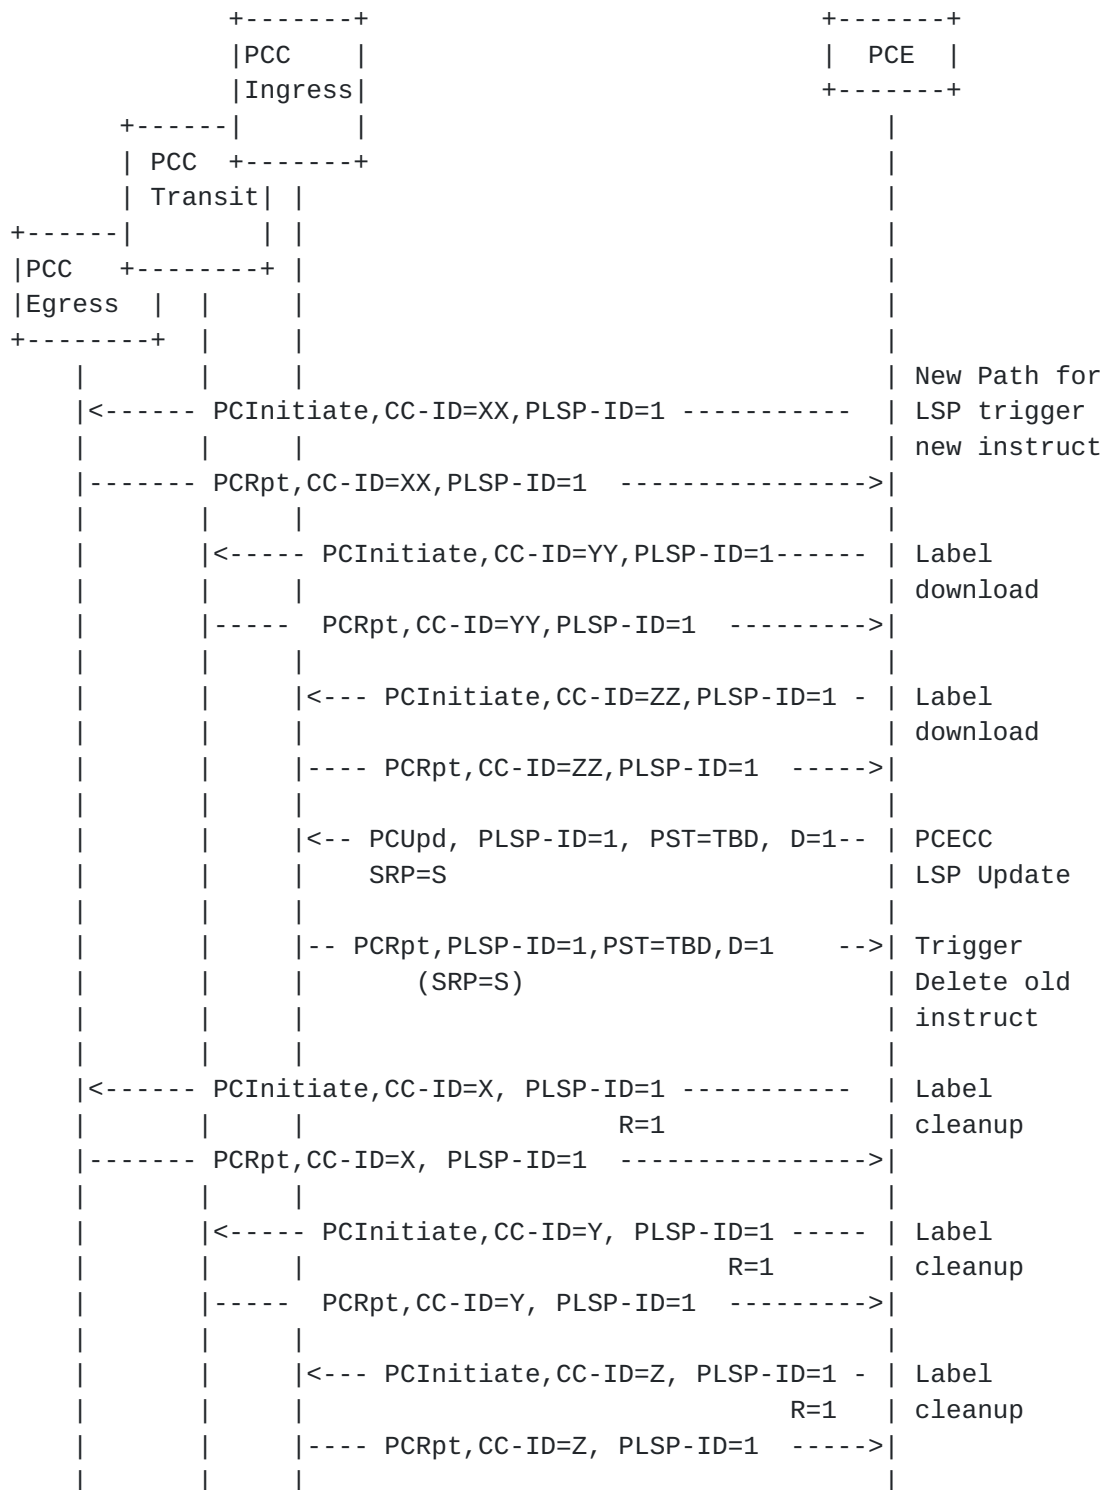 +-------+                             +-------+
                |PCC    |                             |  PCE  |
                |Ingress|                             +-------+
         +------|       |                                 |
         | PCC  +-------+                                 |
         | Transit| |                                     |
  +------|        | |                                     |
  |PCC   +--------+ |                                     |
  |Egress  |  |     |                                     |
  +--------+  |     |                                     |
      |       |     |                                     | New Path for
      |<------ PCInitiate,CC-ID=XX,PLSP-ID=1 -----------  | LSP trigger
      |       |     |                                     | new instruct
      |------- PCRpt,CC-ID=XX,PLSP-ID=1  ---------------->|
      |       |     |                                     |
      |       |<----- PCInitiate,CC-ID=YY,PLSP-ID=1------ | Label
      |       |     |                                     | download
      |       |-----  PCRpt,CC-ID=YY,PLSP-ID=1  --------->|
      |       |     |                                     |
      |       |     |<--- PCInitiate,CC-ID=ZZ,PLSP-ID=1 - | Label
      |       |     |                                     | download
      |       |     |---- PCRpt,CC-ID=ZZ,PLSP-ID=1  ----->|
      |       |     |                                     |
      |       |     |<-- PCUpd, PLSP-ID=1, PST=TBD, D=1-- | PCECC
      |       |     |    SRP=S                            | LSP Update
      |       |     |                                     |
      |       |     |-- PCRpt,PLSP-ID=1,PST=TBD,D=1    -->| Trigger
      |       |     |       (SRP=S)                       | Delete old
      |       |     |                                     | instruct
      |       |     |                                     |
      |<------ PCInitiate,CC-ID=X, PLSP-ID=1 -----------  | Label
      |       |     |                    R=1              | cleanup
      |------- PCRpt,CC-ID=X, PLSP-ID=1  ---------------->|
      |       |     |                                     |
      |       |<----- PCInitiate,CC-ID=Y, PLSP-ID=1 ----- | Label
      |       |     |                           R=1       | cleanup
      |       |-----  PCRpt,CC-ID=Y, PLSP-ID=1  --------->|
      |       |     |                                     |
      |       |     |<--- PCInitiate,CC-ID=Z, PLSP-ID=1 - | Label
      |       |     |                               R=1   | cleanup
      |       |     |---- PCRpt,CC-ID=Z, PLSP-ID=1  ----->|
      |       |     |                                     |